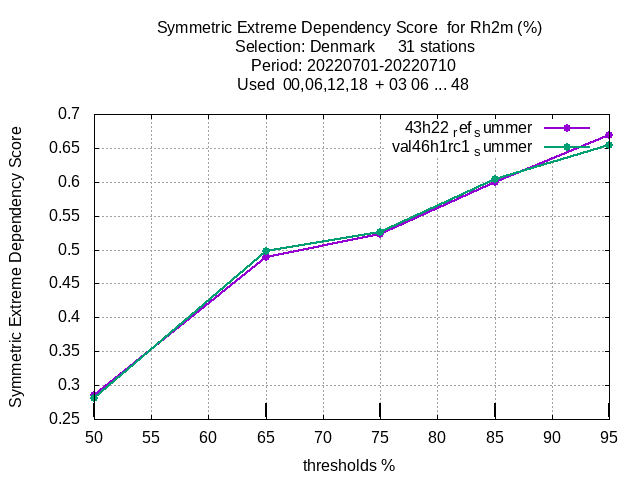 Symmetric Extreme Dependency Score for Rh2m (%)
Selection: Denmark 31 stations
Period: 20220701-20220710
Used 00,06,12,18 + 03 06 ... 48
43h22ref summer
val46h1rc1 summer
Symmetric Extreme Dependency Score
0.7
0.65
0.6
0.55
0.5
0.45
0.4
0.35
0.3
0.25
50 55 60 65 70 75 80 85 90 95
thresholds %